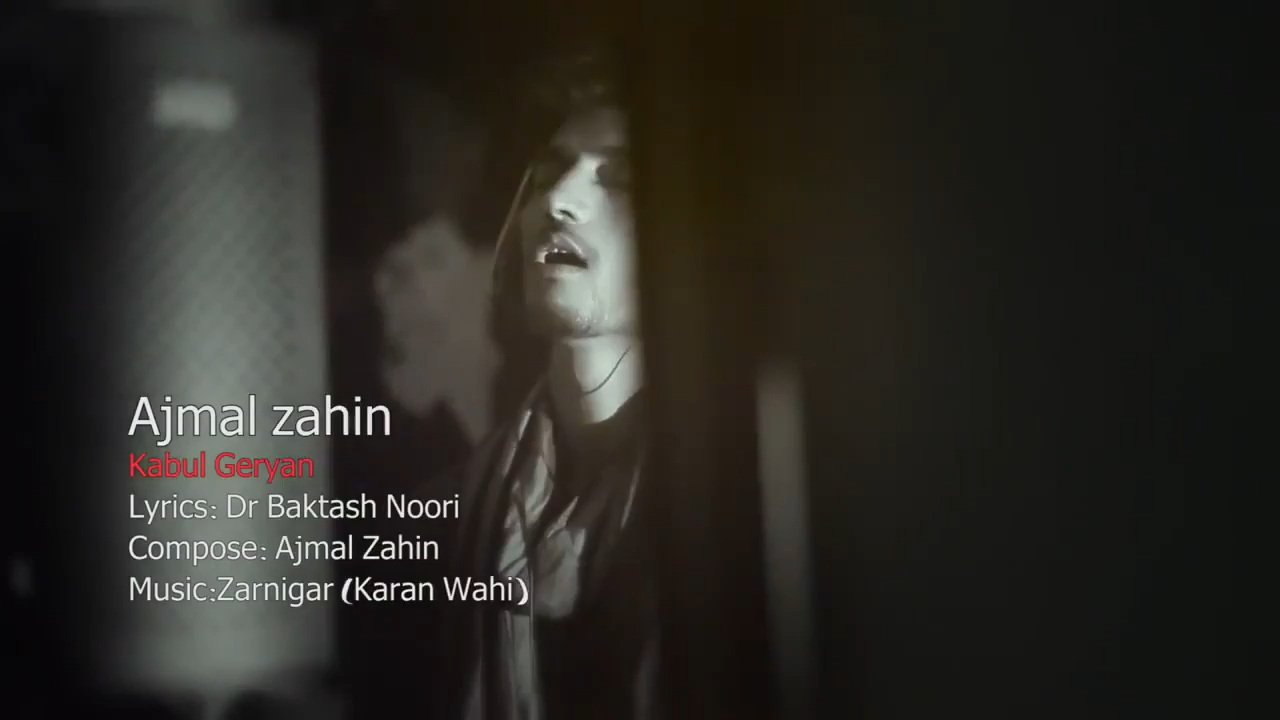 Ajmal zahin
Kabul Geryan
Lyrics: Dr Baktash Noori
Compose: Ajmal Zahin
Music:Zarnigar (Karan Wahi)